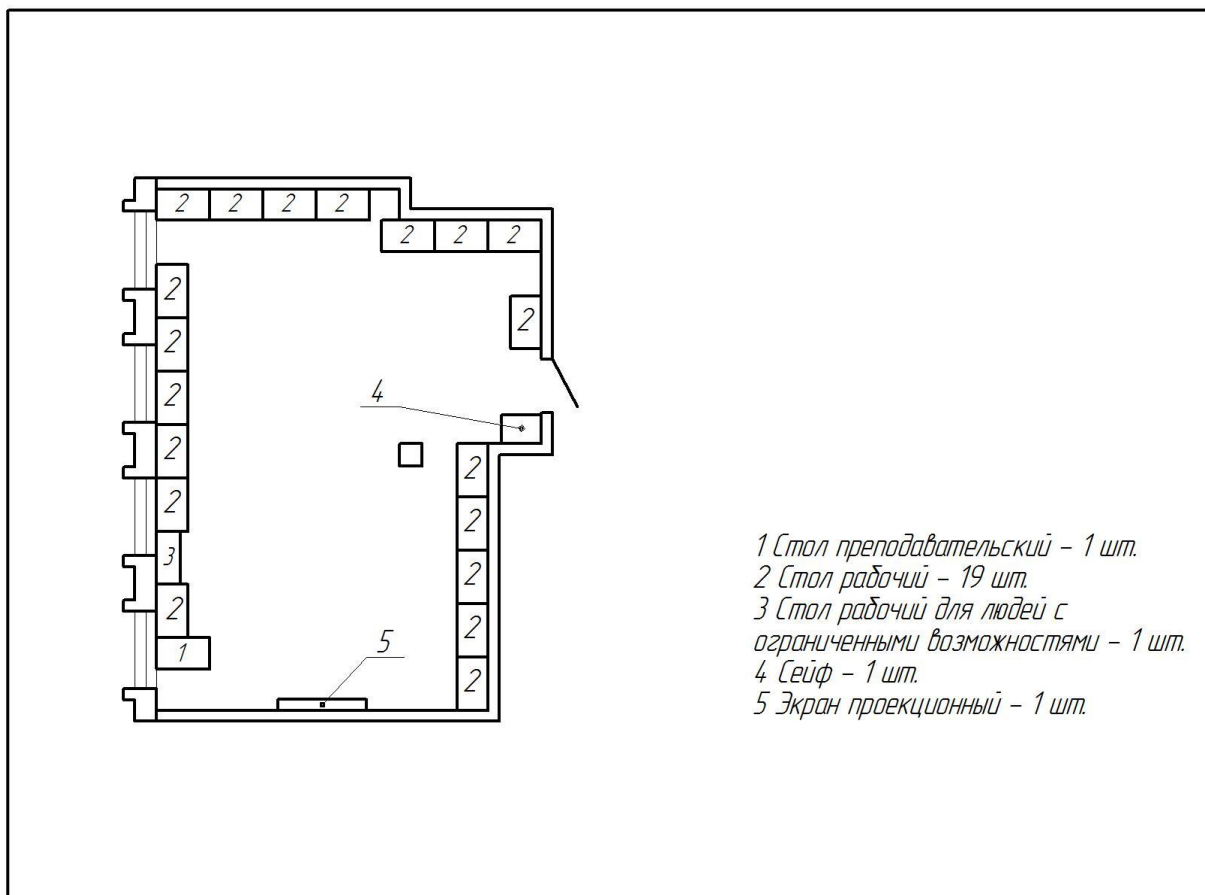 2 2 2 2
2 2 2
2
2
2
4
2
2
2
2
2
2
3
2
2
2
5
1
2
1 Стол преподавательский – 1 шт.
2 Стол рабочий – 19 шт.
3 Стол рабочий для людей с
ограниченными возможностями – 1 шт.
4 Сейф – 1 шт.
5 Экран проекционный – 1 шт.